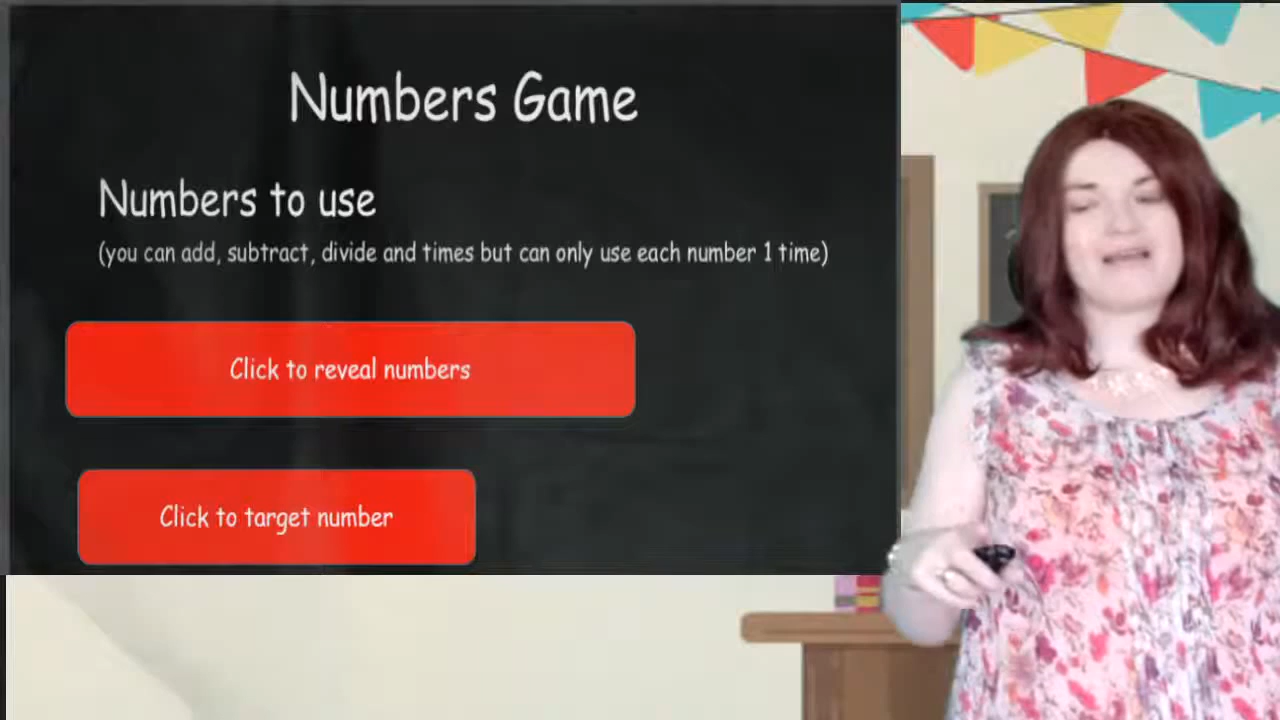 Numbers Game
Numbers to use
(you can add, subtract, divide and times but can only use each number 1 time)
Click to reveal numbers
Click to target number